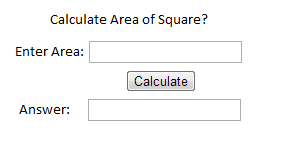 Calculate Area of Square?
Enter Area:
Calculate
Answer: